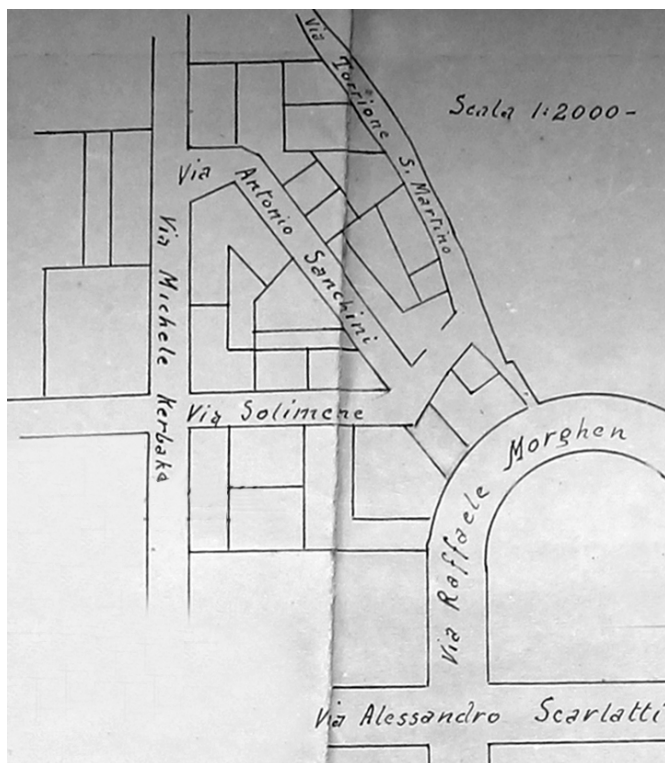 Via Torrione S. Martino
Scala 1:2000-
Via Antonio Sanchini
Via Michele Kerbaka
Via Solimene
Via Raffaele Morghen
Via Alessandro Scarlatti